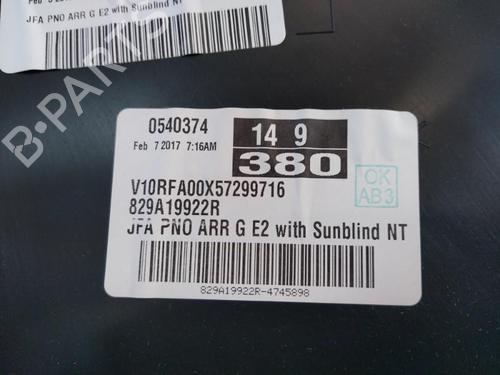 JFA PNO ARR G E2 with Sunblind NT
B-PARTS
0540374
14 9
Feb 7 2017 7:16AM
380
V10RFA00X57299716
OK
829A19922R
AB3
JFA PNO ARR G E2 with Sunblind NT
829A19922R-4745898